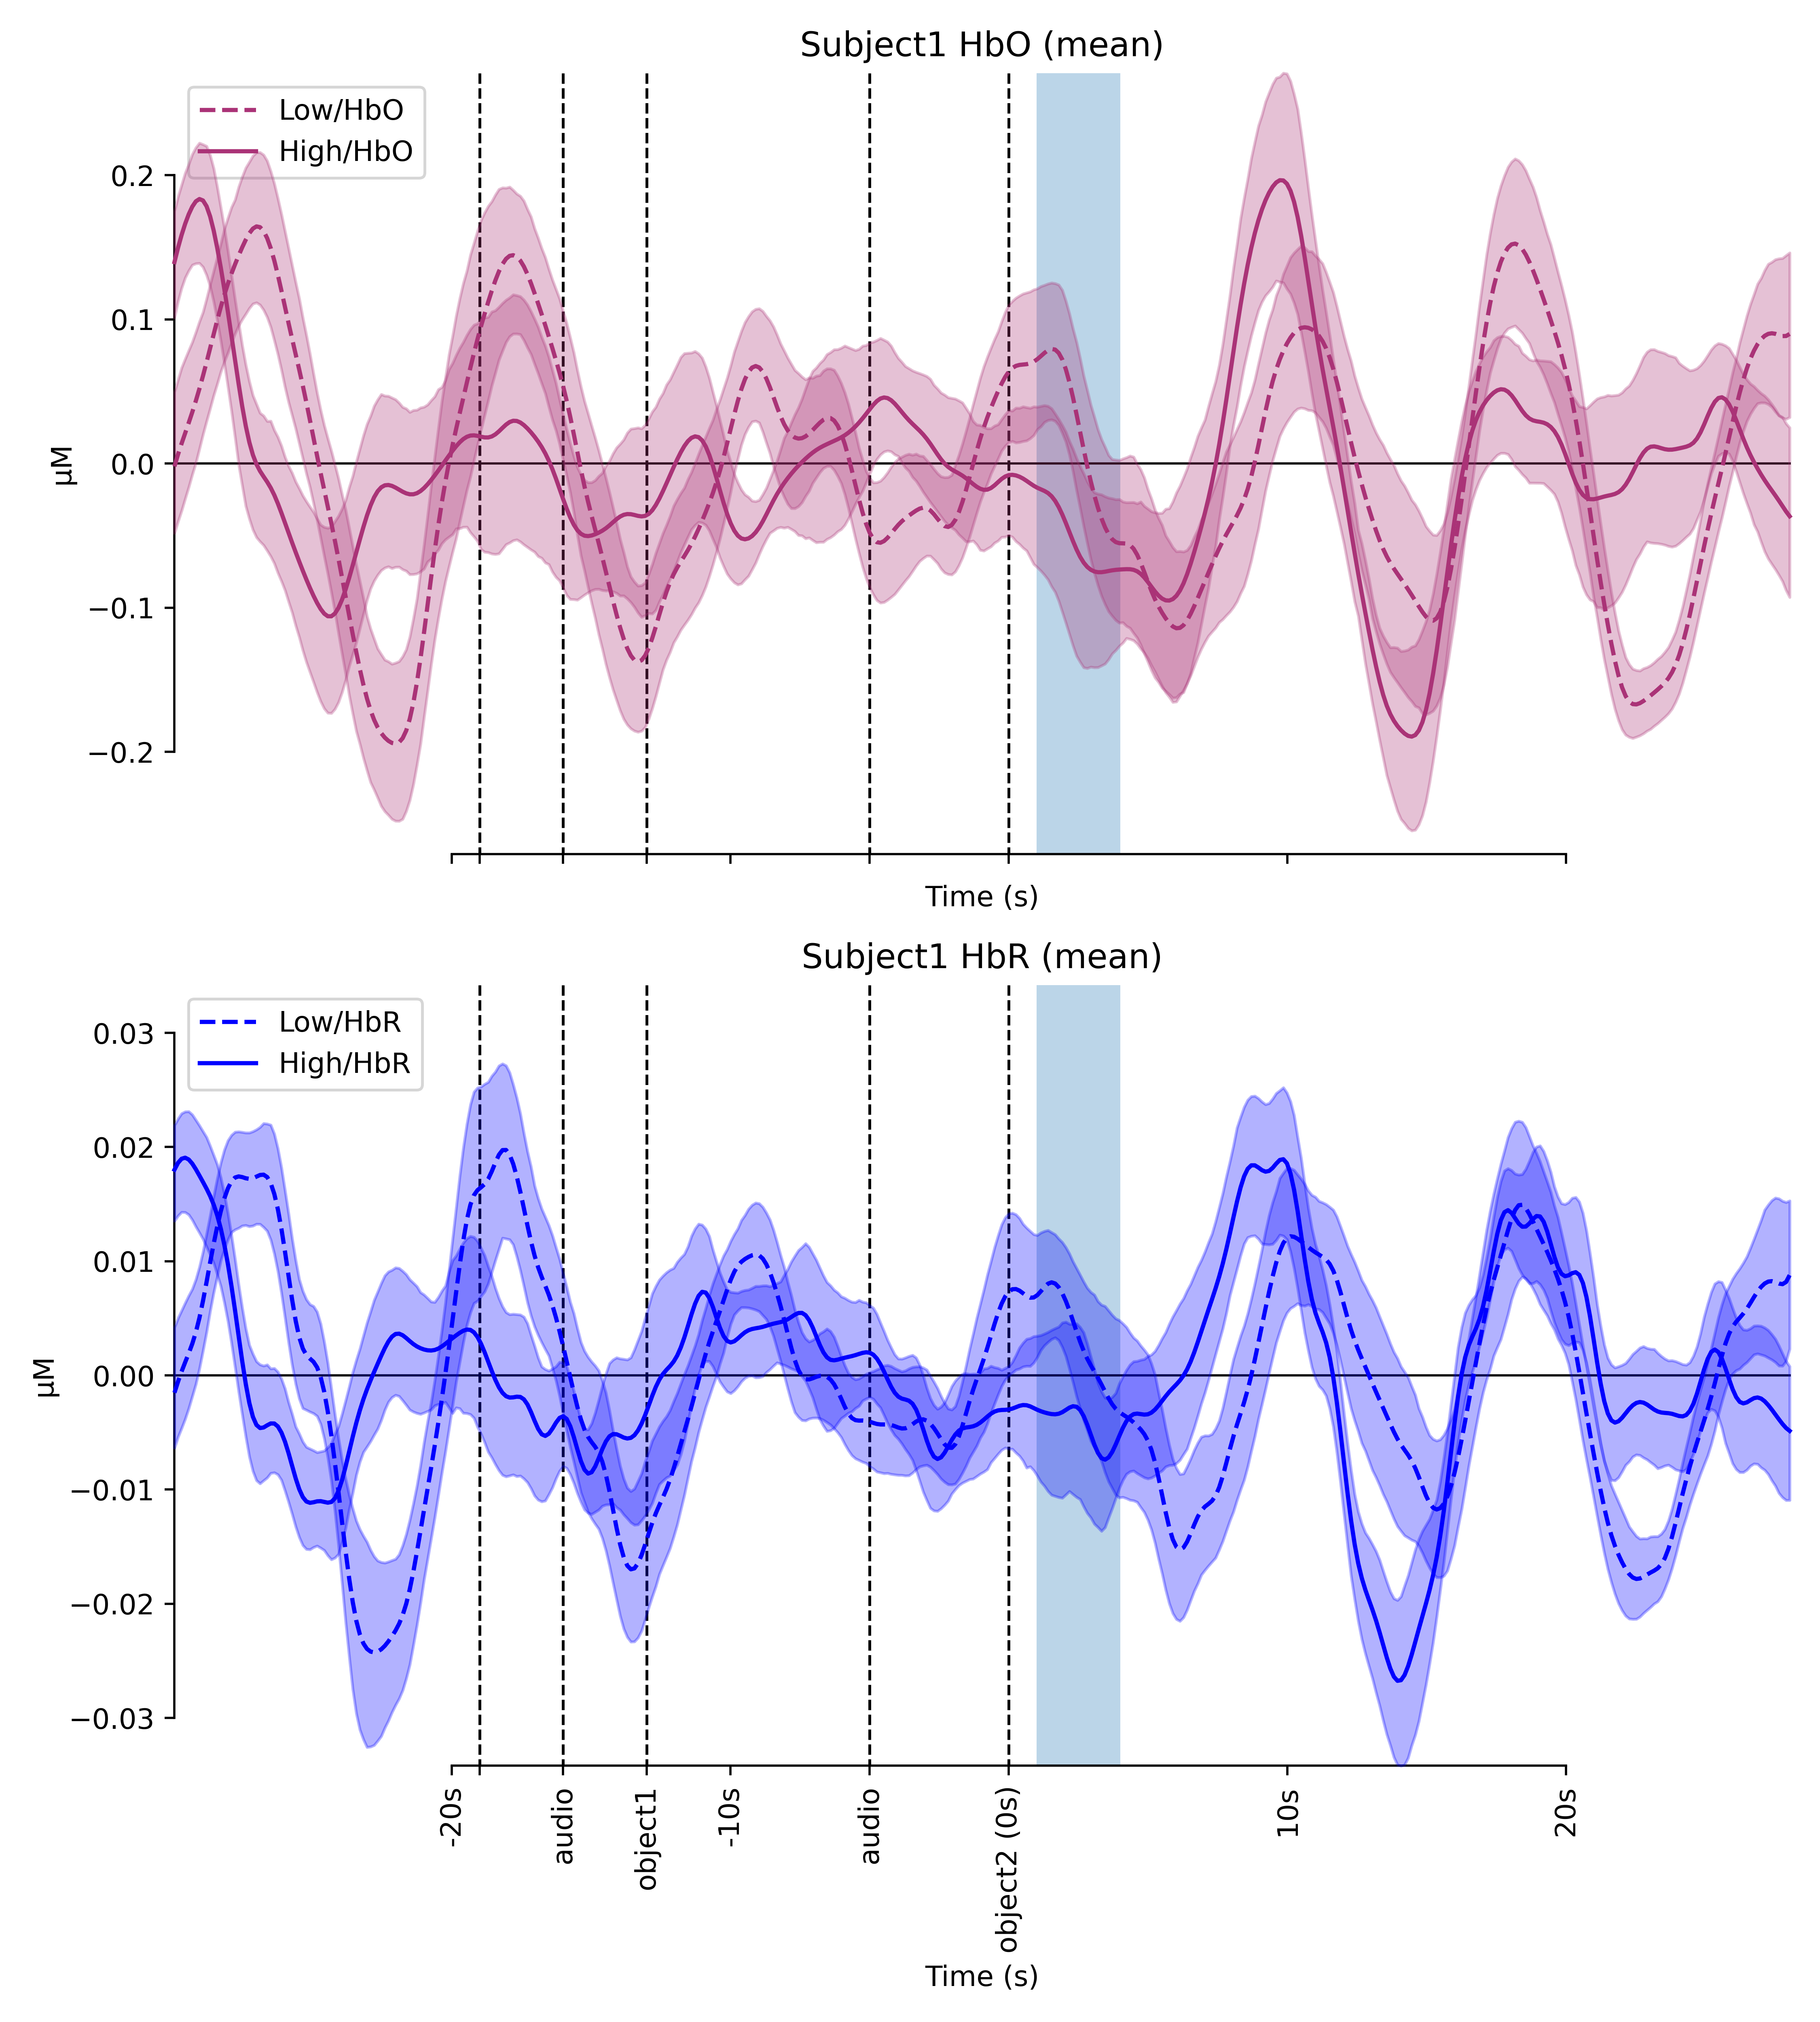 Subject1 HbO (mean)
Low/HbO
High/HbO
0.2
0.1
0.0
−0.1
−0.2
µM
Time (s)
Subject1 HbR (mean)
Low/HbR
High/HbR
0.03
0.02
0.01
0.00
−0.01
−0.02
−0.03
µM
-20s
audio
object1
-10s
audio
object2 (0s)
10s
20s
Time (s)